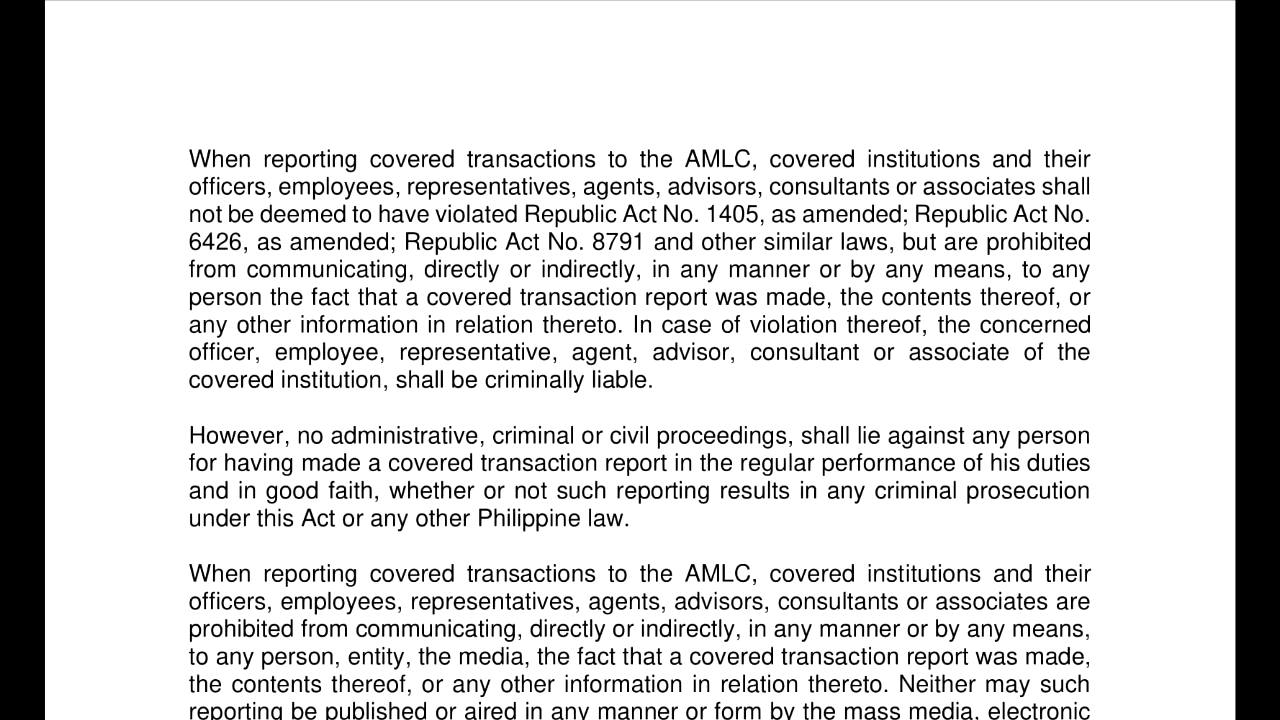 When reporting covered transactions to the AMLC, covered institutions and their
officers, employees, representatives, agents, advisors, consultants or associates shall
not be deemed to have violated Republic Act No. 1405, as amended; Republic Act No.
6426, as amended; Republic Act No. 8791 and other similar laws, but are prohibited
from communicating, directly or indirectly, in any manner or by any means, to any
person the fact that a covered transaction report was made, the contents thereof, or
any other information in relation thereto. In case of violation thereof, the concerned
officer, employee, representative, agent, advisor, consultant or associate of the
covered institution, shall be criminally liable.
However, no administrative, criminal or civil proceedings, shall lie against any person
for having made a covered transaction report in the regular performance of his duties
and in good faith, whether or not such reporting results in any criminal prosecution
under this Act or any other Philippine law.
When reporting covered transactions to the AMLC, covered institutions and their
officers, employees, representatives, agents, advisors, consultants or associates are
prohibited from communicating, directly or indirectly, in any manner or by any means,
to any person, entity, the media, the fact that a covered transaction report was made,
the contents thereof, or any other information in relation thereto. Neither may such
reporting be published or aired in any manner or form by the mass media, electronic